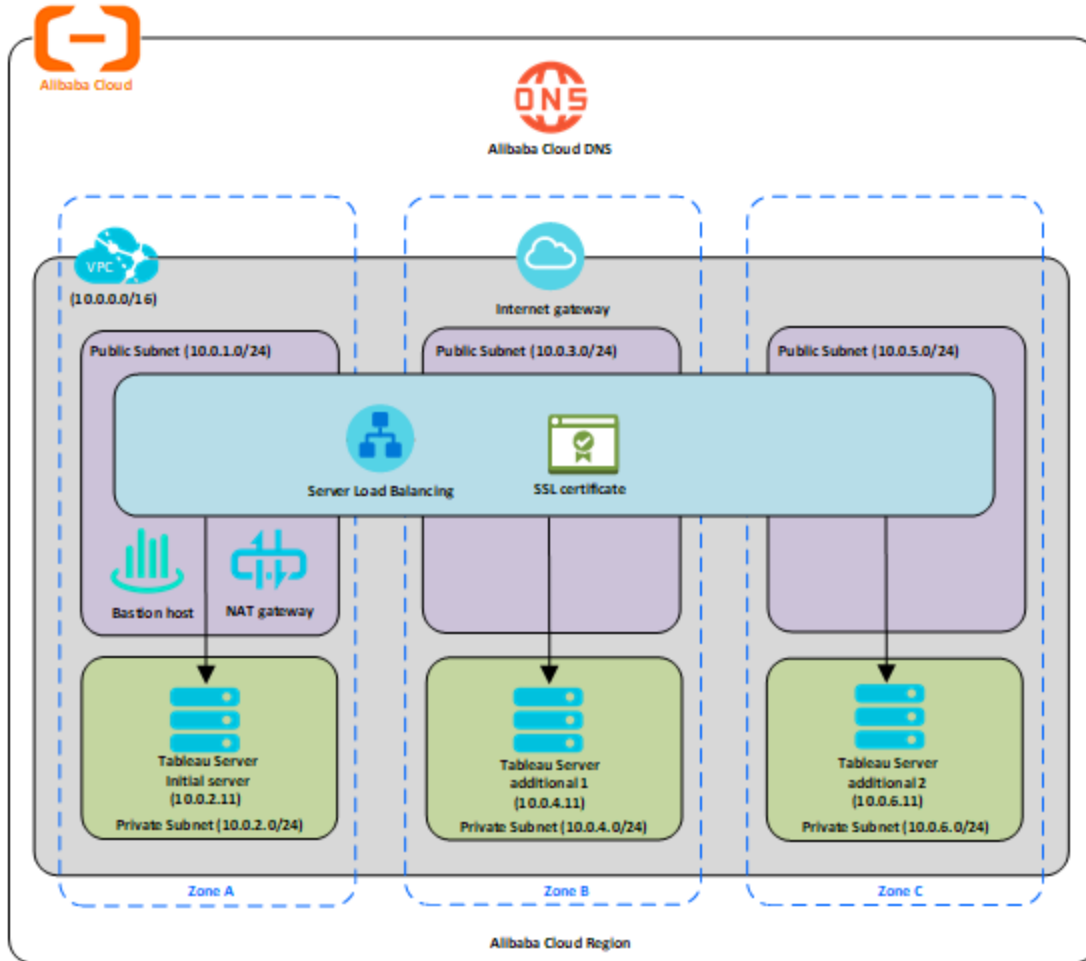 Alibaba Cloud
DNS
Alibaba Cloud DNS
VPC
(10.0.0.0/16)
Internet gateway
Public Subnet (10.0.1.0/24)
Public Subnet (10.0.3.0/24)
Public Subnet (10.0.5.0/24)
Server Load Balancing
SSL certificate
Bastion host
NAT gateway
Tableau Server
Initial server
(10.0.2.11)
Private Subnet (10.0.2.0/24)
Tableau Server
additional 1
(10.0.4.11)
Private Subnet (10.0.4.0/24)
Tableau Server
additional 2
(10.0.6.11)
Private Subnet (10.0.6.0/24)
Zone A
Zone B
Zone C
Alibaba Cloud Region